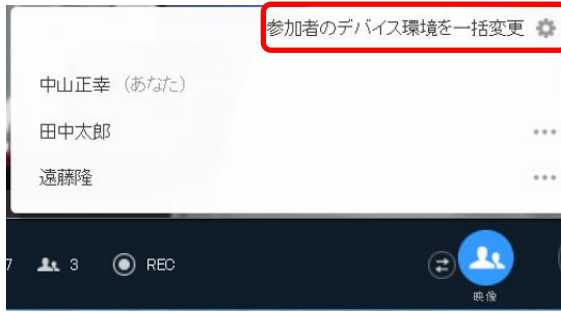 参加者のデバイス環境を一括変更
中山正幸（あなた）
田中太郎
遠藤隆
7 3 REC
映像